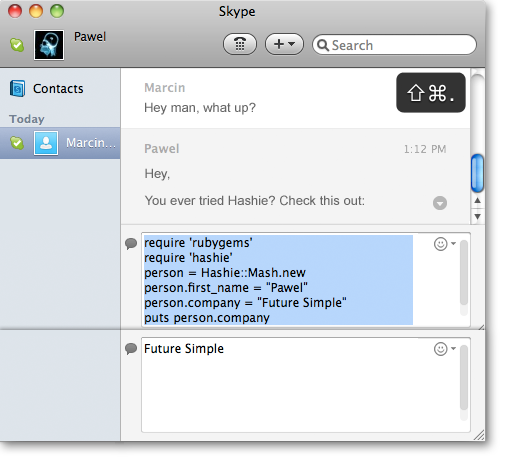 Skype
Pawel
Search
Contacts
Today
Marcin...
Marcin
Hey man, what up?
⇧⌘.
Pawel
1:12 PM
Hey,
You ever tried Hashie? Check this out:
require 'rubygems'
require 'hashie'
person = Hashie::Mash.new
person.first_name = "Pawel"
person.company = "Future Simple"
puts person.company
Future Simple